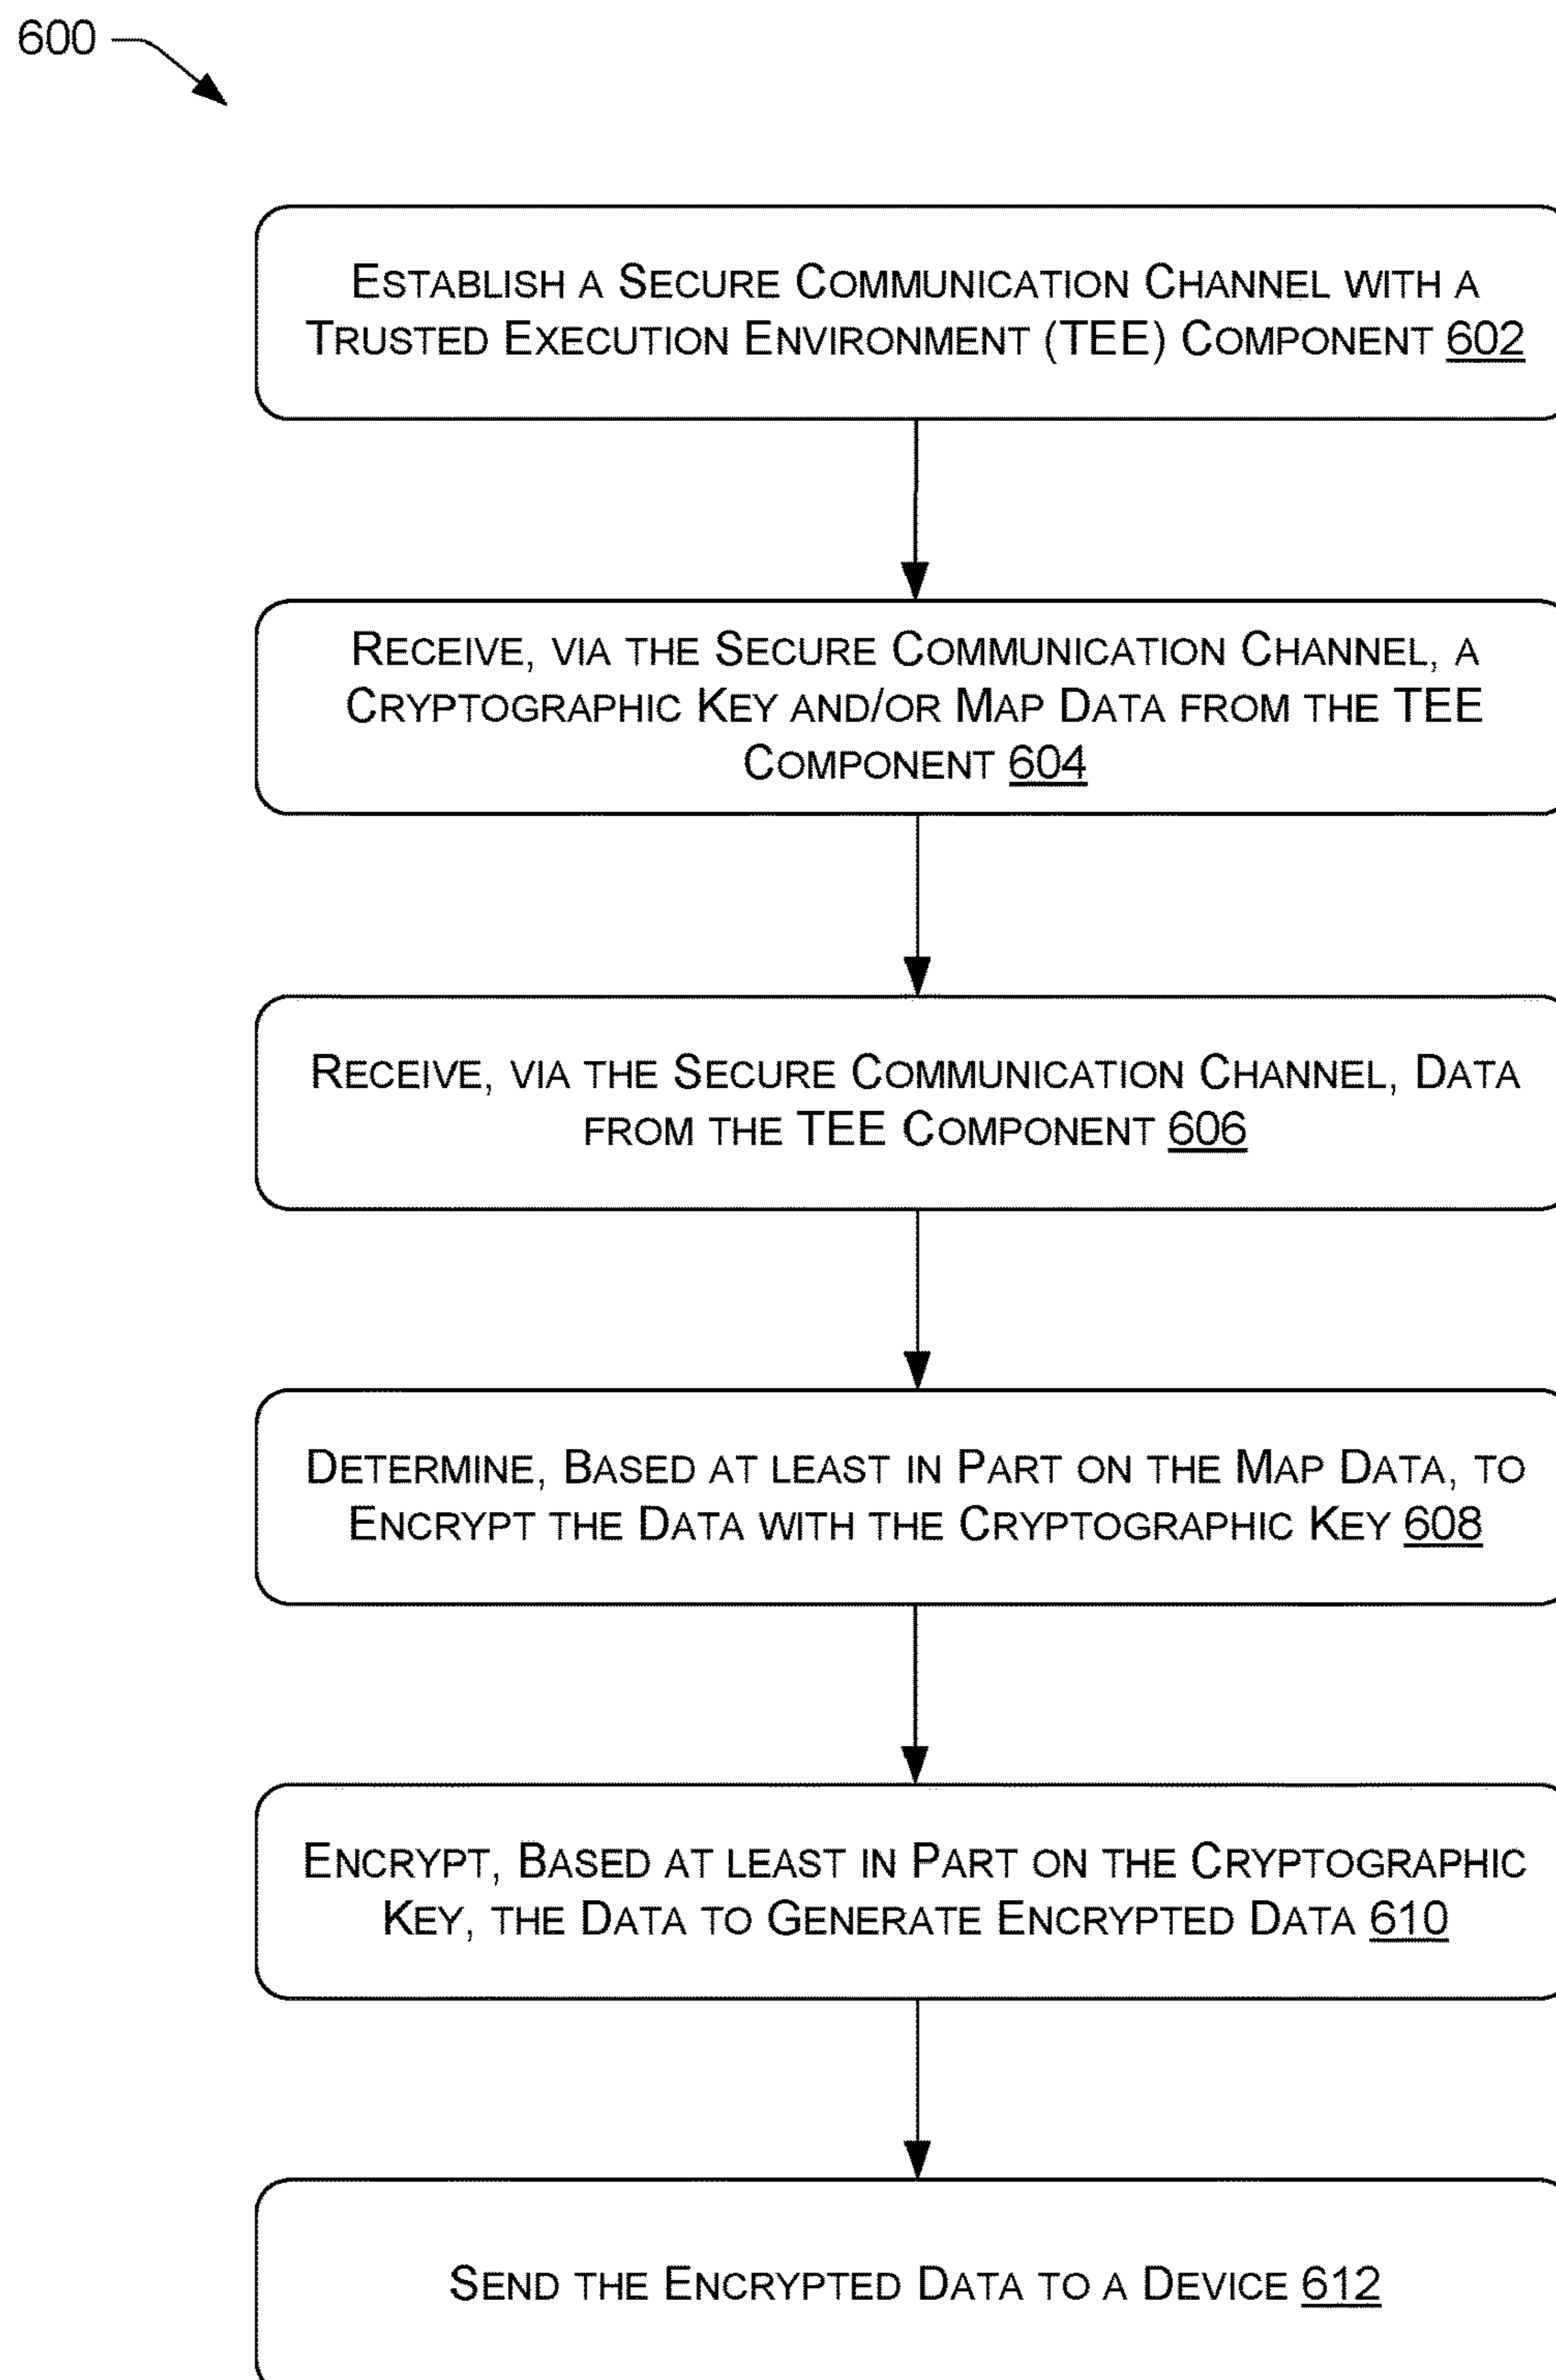 600
ESTABLISH A SECURE COMMUNICATION CHANNEL WITH A
TRUSTED EXECUTION ENVIRONMENT (TEE) COMPONENT 602
RECEIVE, VIA THE SECURE COMMUNICATION CHANNEL, A
CRYPTOGRAPHIC KEY AND/OR MAP DATA FROM THE TEE
COMPONENT 604
RECEIVE, VIA THE SECURE COMMUNICATION CHANNEL, DATA
FROM THE TEE COMPONENT 606
DETERMINE, BASED AT LEAST IN PART ON THE MAP DATA, TO
ENCRYPT THE DATA WITH THE CRYPTOGRAPHIC KEY 608
ENCRYPT, BASED AT LEAST IN PART ON THE CRYPTOGRAPHIC
KEY, THE DATA TO GENERATE ENCRYPTED DATA 610
SEND THE ENCRYPTED DATA TO A DEVICE 612